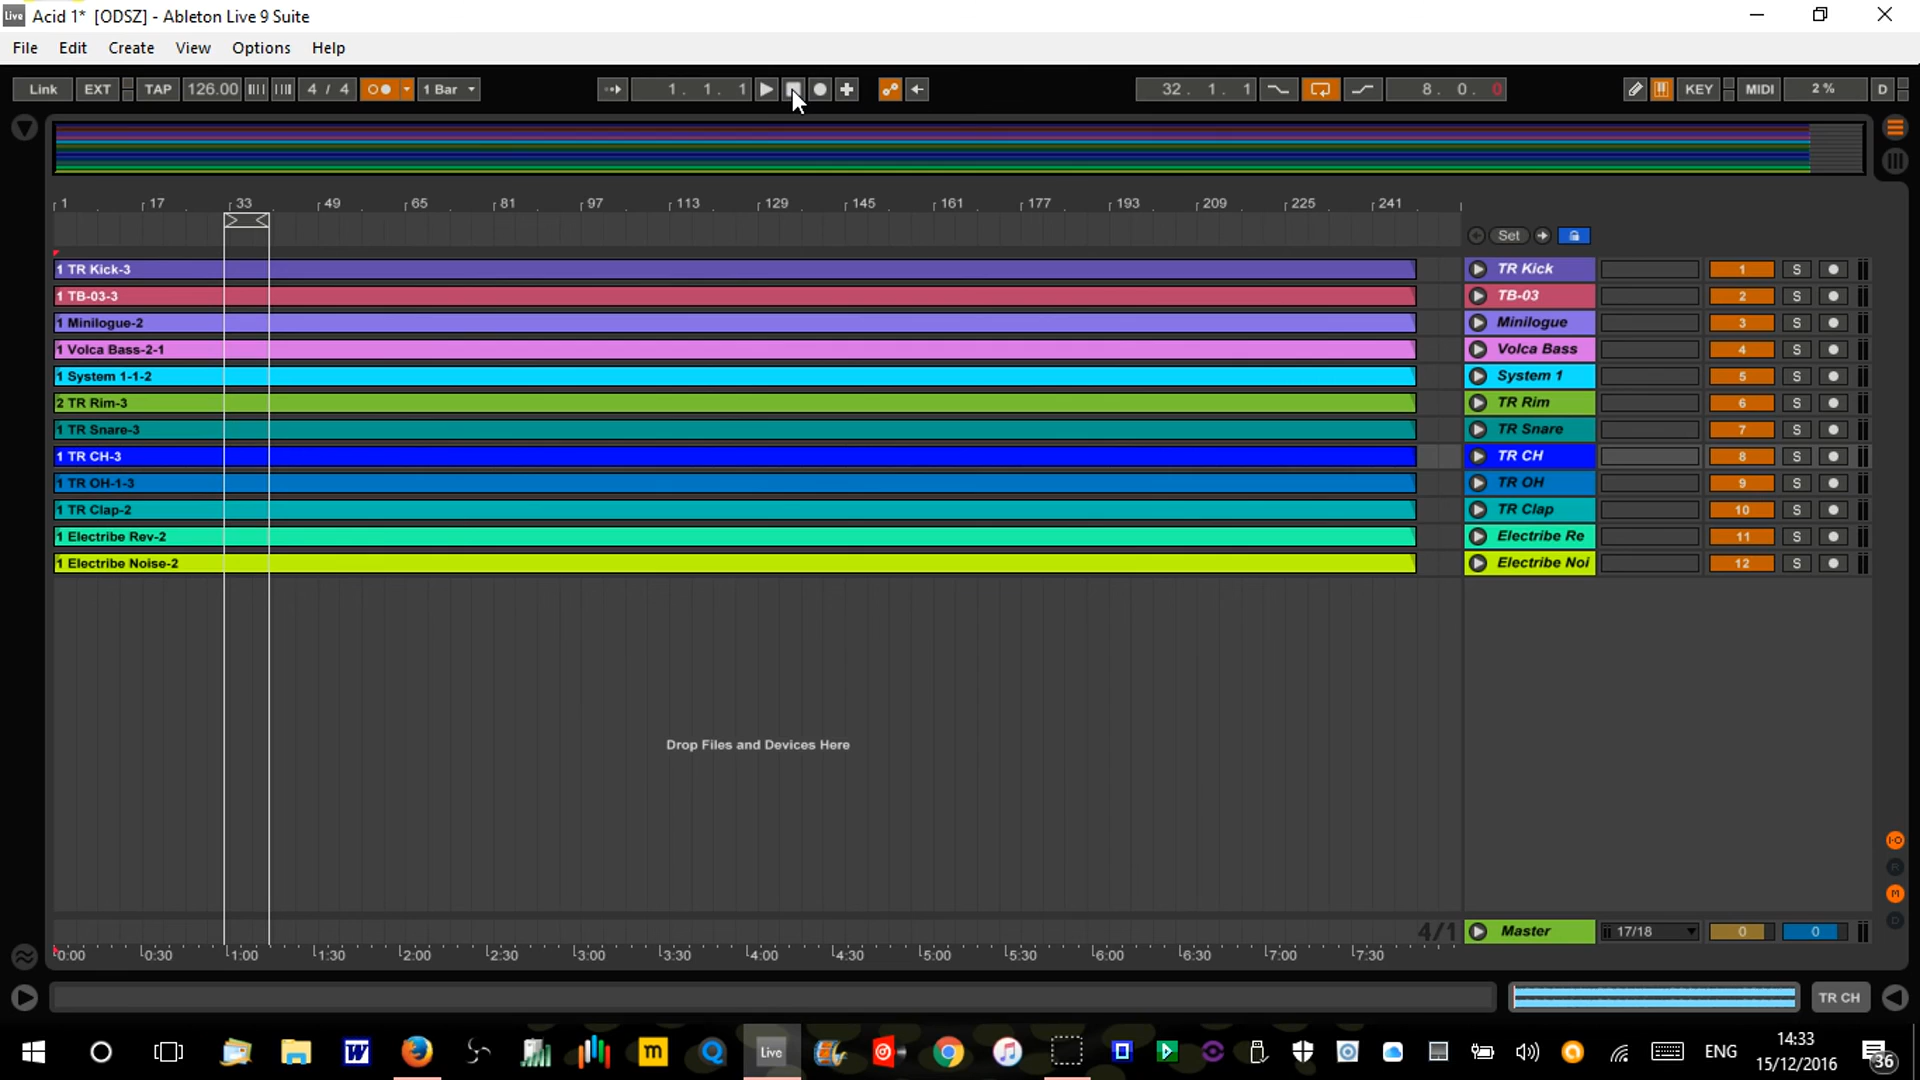 Live Acid 1* [ODSZ] - Ableton Live 9 Suite
File Edit Create View Options Help
Link EXT TAP 126.00 4 / 4 1 Bar 1. 1. 1 32. 1. 1 8. 0. 0 KEY MIDI 2 % D
1 17 33 49 65 81 97 113 129 145 161 177 193 209 225 241
Set
1 TR Kick-3 TR Kick 1 S
1 TB-03-3 TB-03 2 S
1 Minilogue-2 Minilogue 3 S
1 Volca Bass-2-1 Volca Bass 4 S
1 System 1-1-2 System 1 5 S
2 TR Rim-3 TR Rim 6 S
1 TR Snare-3 TR Snare 7 S
1 TR CH-3 TR CH 8 S
1 TR OH-1-3 TR OH 9 S
1 TR Clap-2 TR Clap 10 S
1 Electribe Rev-2 Electribe Re 11 S
1 Electribe Noise-2 Electribe Noi 12 S
Drop Files and Devices Here
I·O
R
M
D
4/1 Master 17/18 0 0
0:00 0:30 1:00 1:30 2:00 2:30 3:00 3:30 4:00 4:30 5:00 5:30 6:00 6:30 7:00 7:30
TR CH
W m Live ENG 14:33
15/12/2016 36